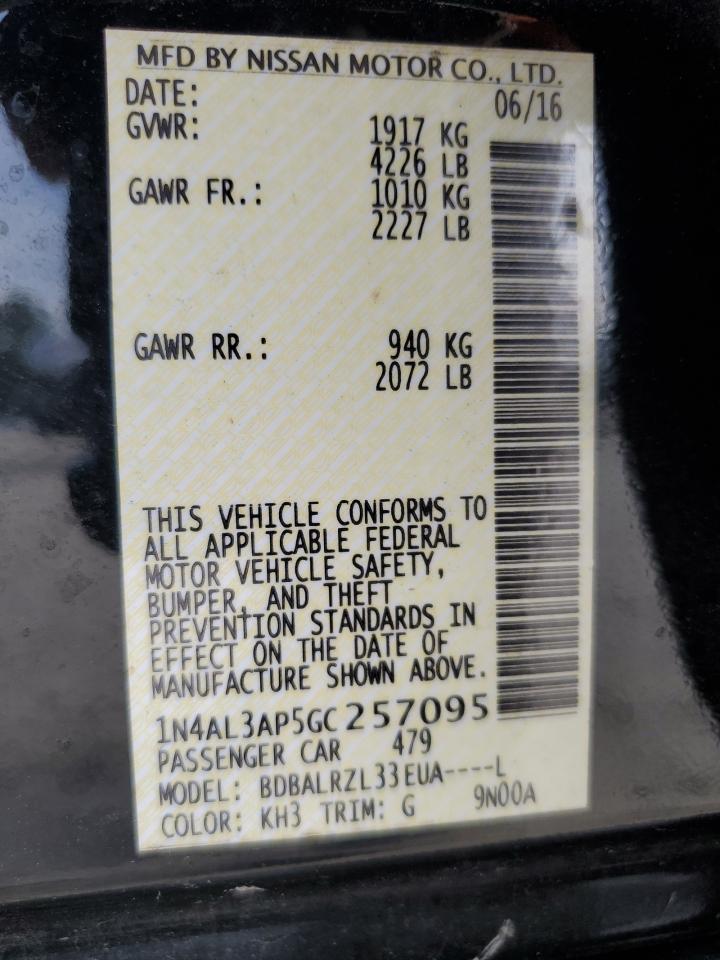 MFD BY NISSAN MOTOR CO., LTD.
DATE: 06/16
GVWR: 1917 KG
4226 LB
GAWR FR.: 1010 KG
2227 LB
GAWR RR.: 940 KG
2072 LB
THIS VEHICLE CONFORMS TO
ALL APPLICABLE FEDERAL
MOTOR VEHICLE SAFETY,
BUMPER, AND THEFT
PREVENTION STANDARDS IN
EFFECT ON THE DATE OF
MANUFACTURE SHOWN ABOVE.
1N4AL3AP5GC257095
PASSENGER CAR 479
MODEL: BDBALRZL33EUA----L
COLOR: KH3 TRIM: G 9N00A